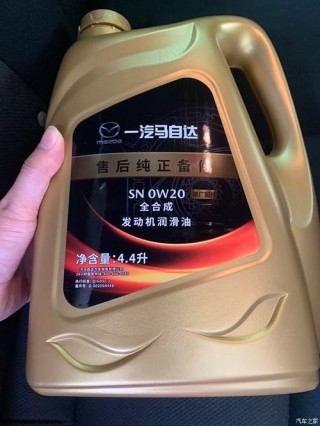 mazda
一汽马自达
售后纯正备件
SN 0W20
全合成
发动机润滑油
净含量:4.4升
汽车之家